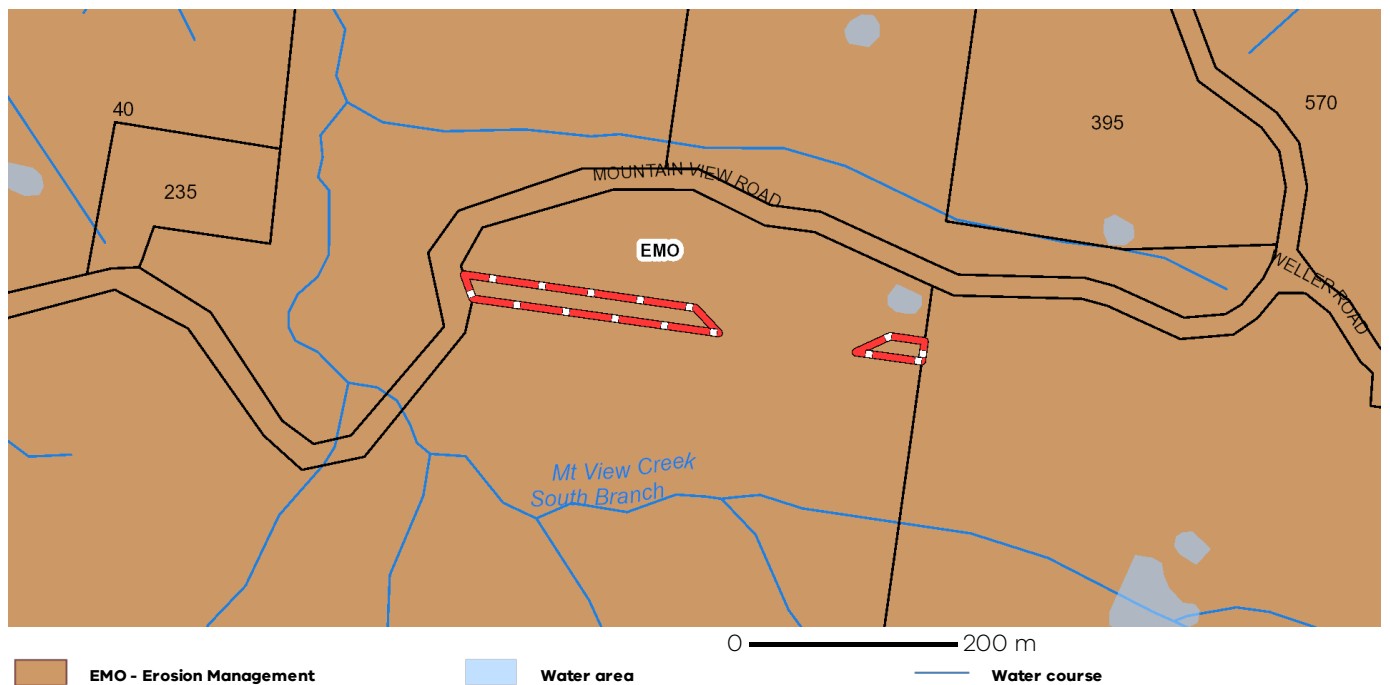 40
235
395
570
MOUNTAIN VIEW ROAD
WELLER ROAD
EMO
Mt View Creek
South Branch
0 200 m
EMO - Erosion Management
Water area
Water course